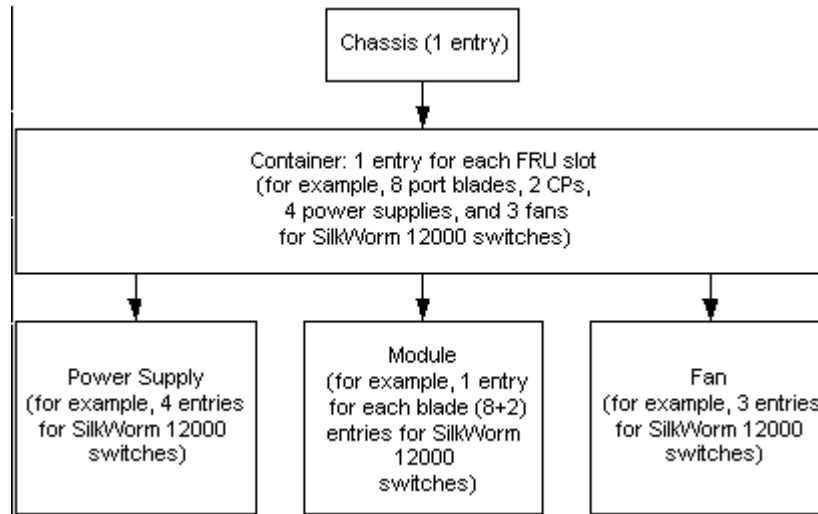 Chassis (1 entry)
Container: 1 entry for each FRU slot
(for example, 8 port blades, 2 CPs,
4 power supplies, and 3 fans
for SilkWorm 12000 switches)
Power Supply
(for example, 4 entries
for SilkWorm 12000
switches)
Module
(for example, 1 entry
for each blade (8+2)
entries for SilkWorm
12000
switches)
Fan
(for example, 3 entries
for SilkWorm 12000
switches)